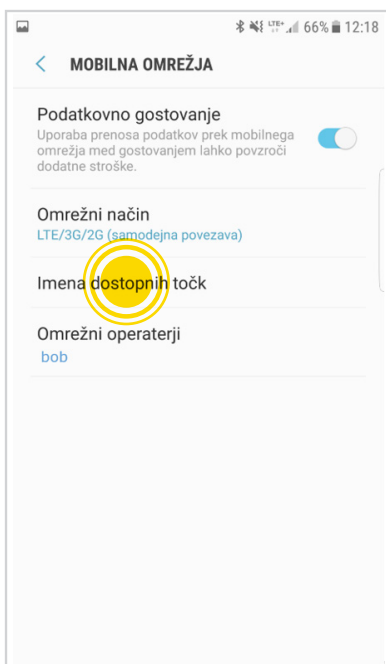 LTE+ 66% 12:18
MOBILNA OMREŽJA
Podatkovno gostovanje
Uporaba prenosa podatkov prek mobilnega
omrežja med gostovanjem lahko povzroči
dodatne stroške.
Omrežni način
LTE/3G/2G (samodejna povezava)
Imena dostopnih točk
Omrežni operaterji
bob